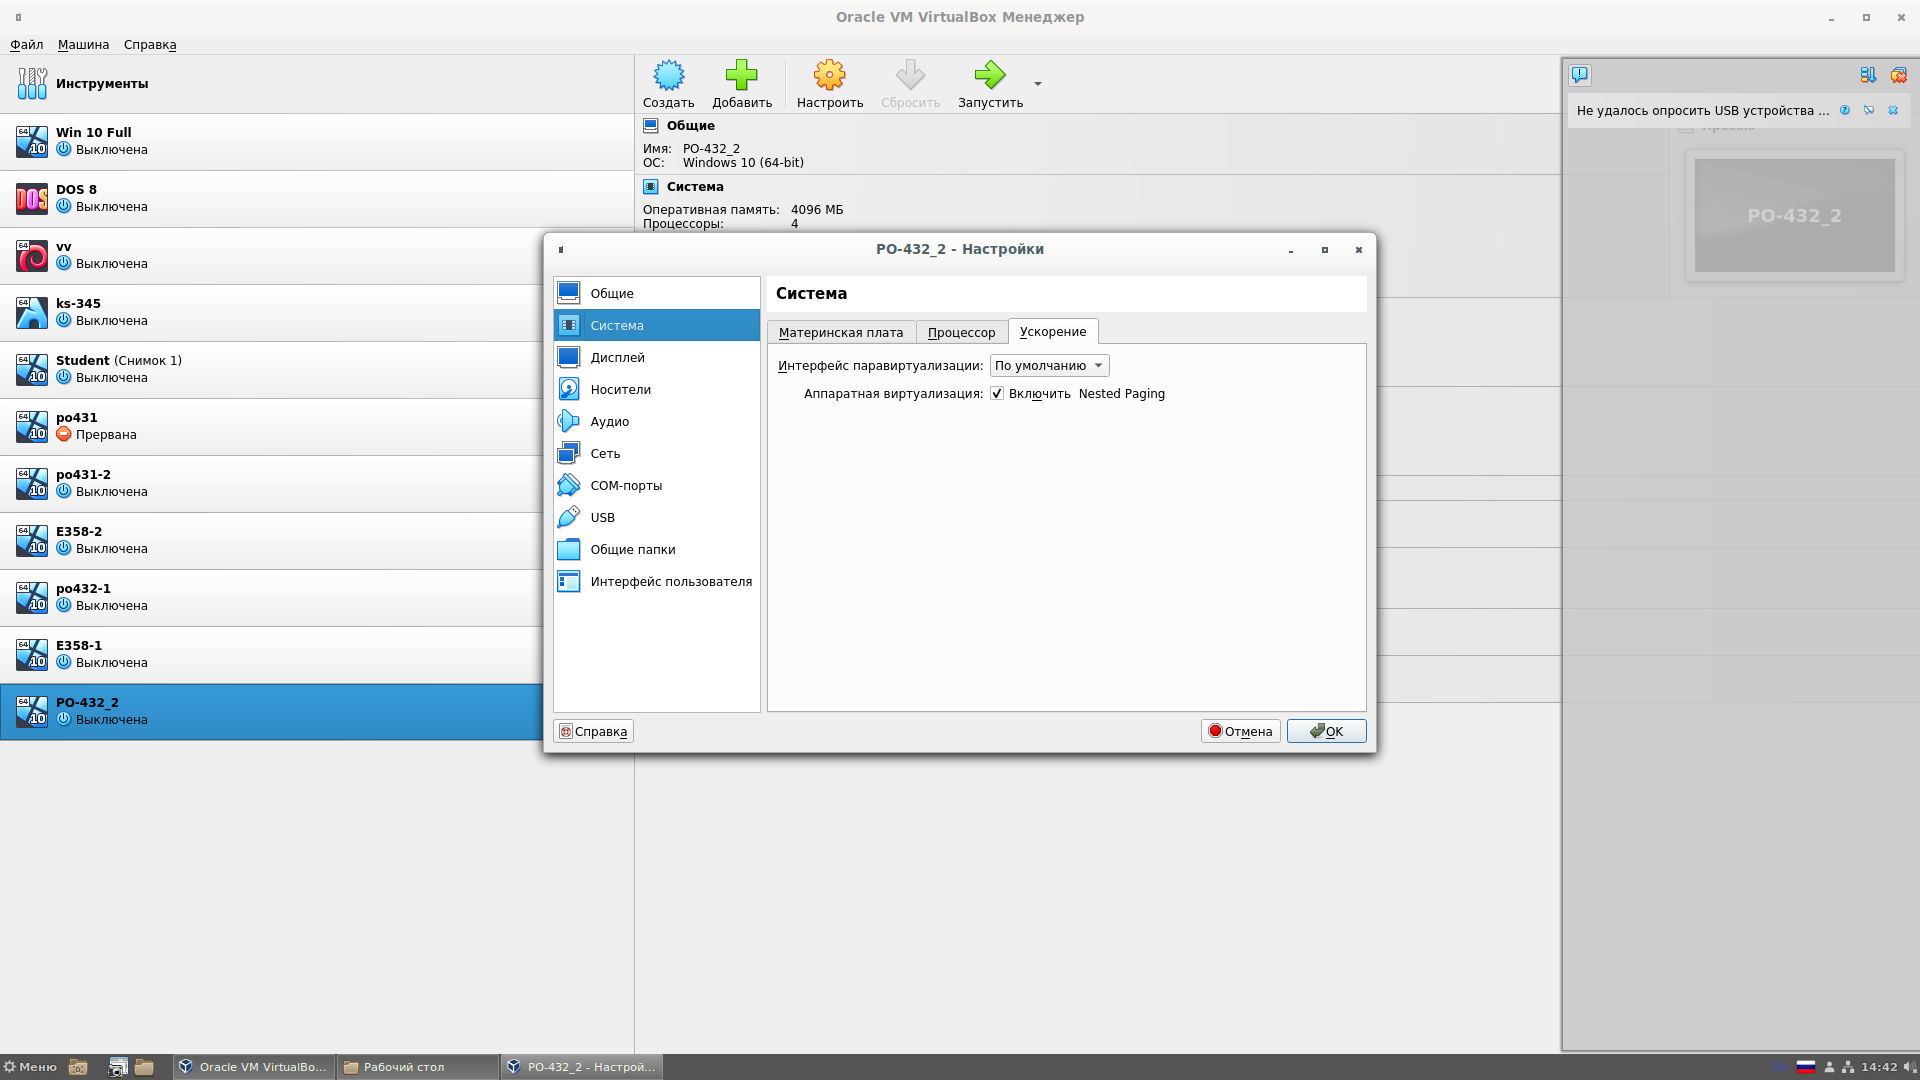 Oracle VM VirtualBox Менеджер
Файл Машина Справка
Инструменты
Создать Добавить Настроить Сбросить Запустить
Не удалось опросить USB устройства ...
Win 10 Full
Выключена
DOS 8
Выключена
vv
Выключена
ks-345
Выключена
Student (Снимок 1)
Выключена
po431
Прервана
po431-2
Выключена
E358-2
Выключена
po432-1
Выключена
E358-1
Выключена
PO-432_2
Выключена
Общие
Имя: PO-432_2
ОС: Windows 10 (64-bit)
Система
Оперативная память: 4096 МБ
Процессоры: 4
PO-432_2
PO-432_2 - Настройки
Общие
Система
Дисплей
Носители
Аудио
Сеть
COM-порты
USB
Общие папки
Интерфейс пользователя
Система
Материнская плата Процессор Ускорение
Интерфейс паравиртуализации: По умолчанию
Аппаратная виртуализация: Включить Nested Paging
Справка Отмена OK
Меню Oracle VM VirtualBo... Рабочий стол PO-432_2 - Настрой... 14:42